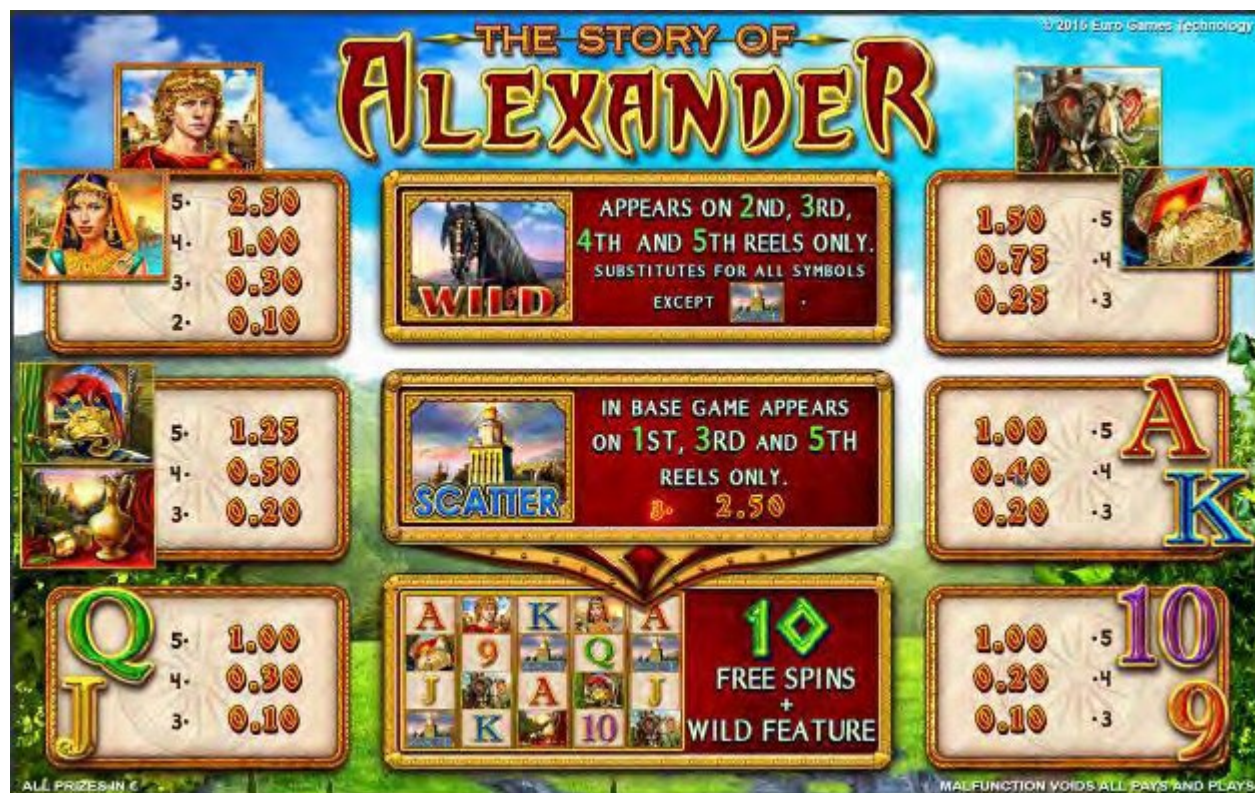 © 2015 Euro Games Technology
THE STORY OF
ALEXANDER
5- 2.50
4- 1.00
3- 0.30
2- 0.10
WILD
APPEARS ON 2ND, 3RD,
4TH AND 5TH REELS ONLY.
SUBSTITUTES FOR ALL SYMBOLS
EXCEPT .
1.50 -5
0.75 -4
0.25 -3
5- 1.25
4- 0.50
3- 0.20
SCATTER
IN BASE GAME APPEARS
ON 1ST, 3RD AND 5TH
REELS ONLY.
3- 2.50
A
K
1.00 -5
0.40 -4
0.20 -3
Q
J
5- 1.00
4- 0.30
3- 0.10
A K A
9 Q
J A J
K 10
10
FREE SPINS
+
WILD FEATURE
10
9
1.00 -5
0.20 -4
0.10 -3
ALL PRIZES IN €
MALFUNCTION VOIDS ALL PAYS AND PLAYS